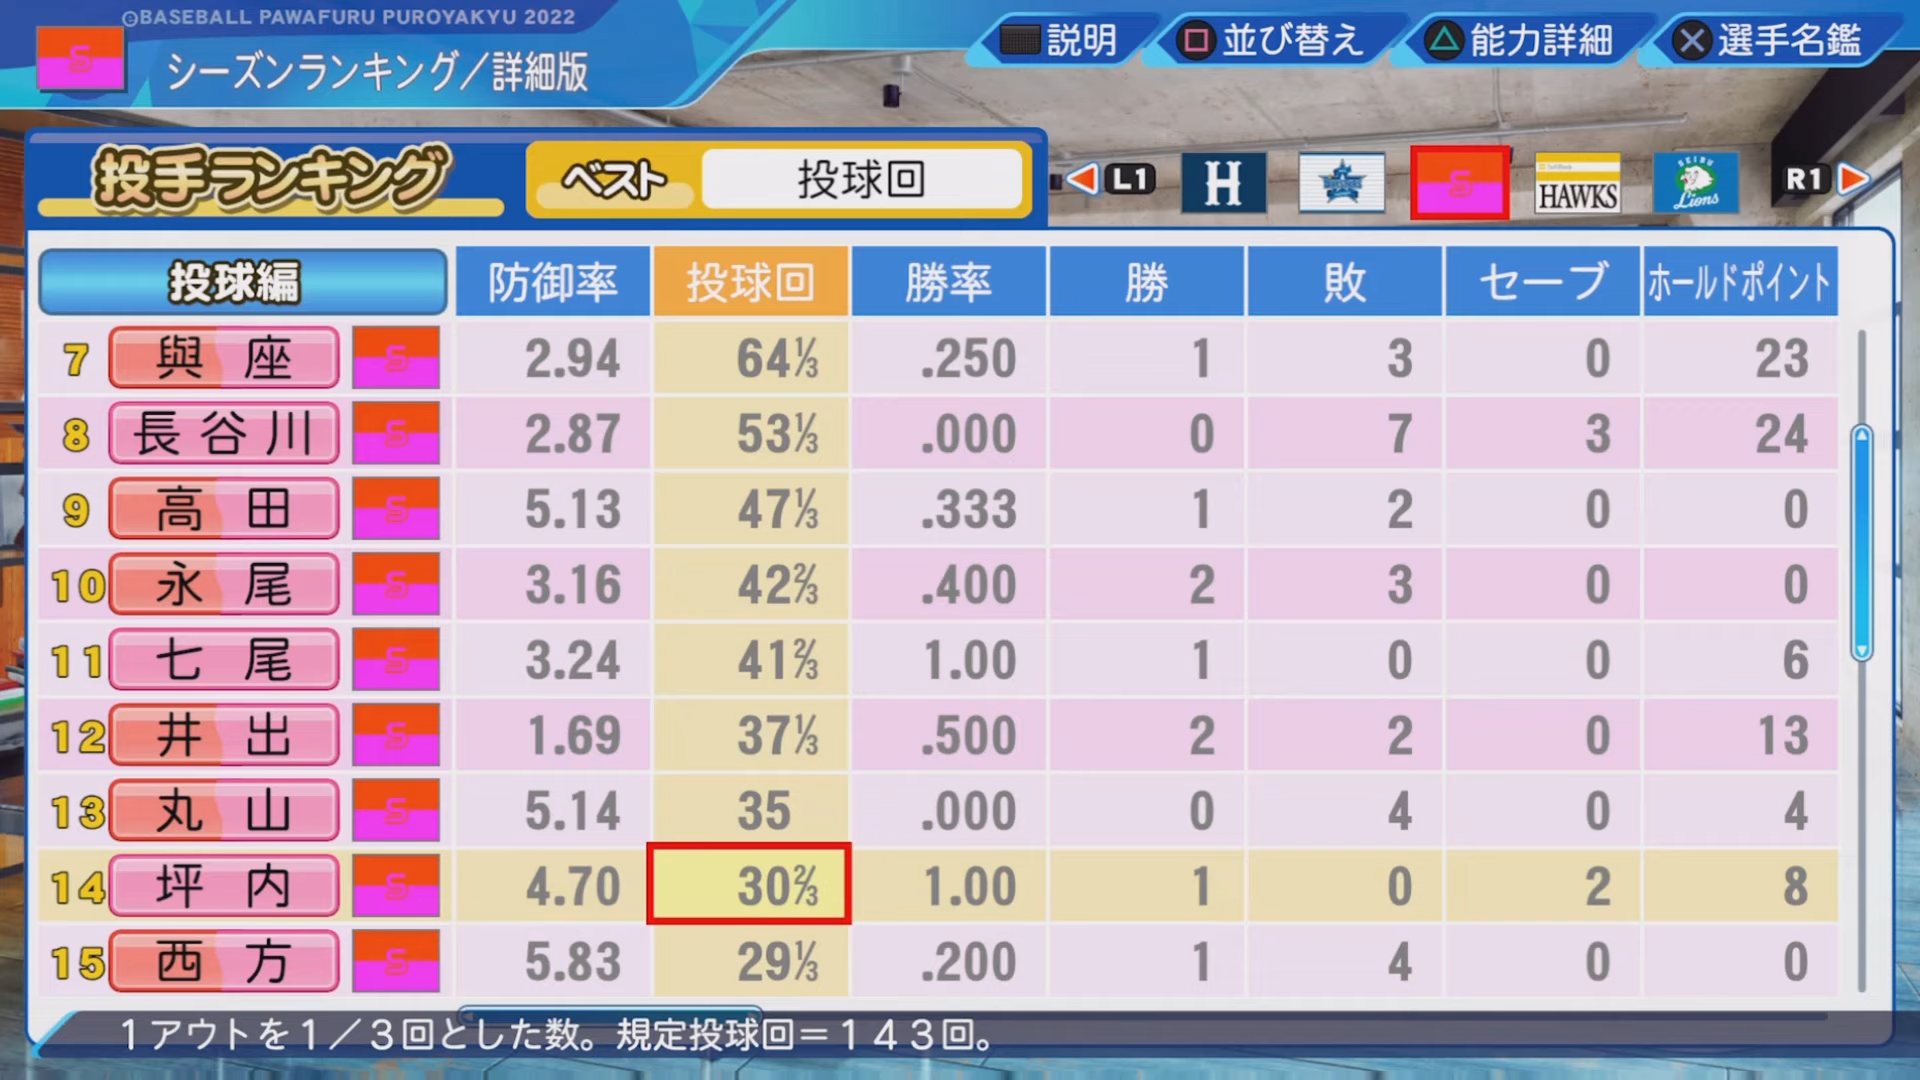 ©BASEBALL PAWAFURU PUROYAKYU 2022
S シーズンランキング／詳細版
説明 並び替え 能力詳細 選手名鑑
投手ランキング ベスト 投球回
L1 H S SoftBank HAWKS SEIBU Lions R1
投球編 防御率 投球回 勝率 勝 敗 セーブ ホールドポイント
7 與座 S 2.94 64⅓ .250 1 3 0 23
8 長谷川 S 2.87 53⅓ .000 0 7 3 24
9 高田 S 5.13 47⅓ .333 1 2 0 0
10 永尾 S 3.16 42⅔ .400 2 3 0 0
11 七尾 S 3.24 41⅔ 1.00 1 0 0 6
12 井出 S 1.69 37⅓ .500 2 2 0 13
13 丸山 S 5.14 35 .000 0 4 0 4
14 坪内 S 4.70 30⅔ 1.00 1 0 2 8
15 西方 S 5.83 29⅓ .200 1 4 0 0
１アウトを１／３回とした数。規定投球回＝１４３回。